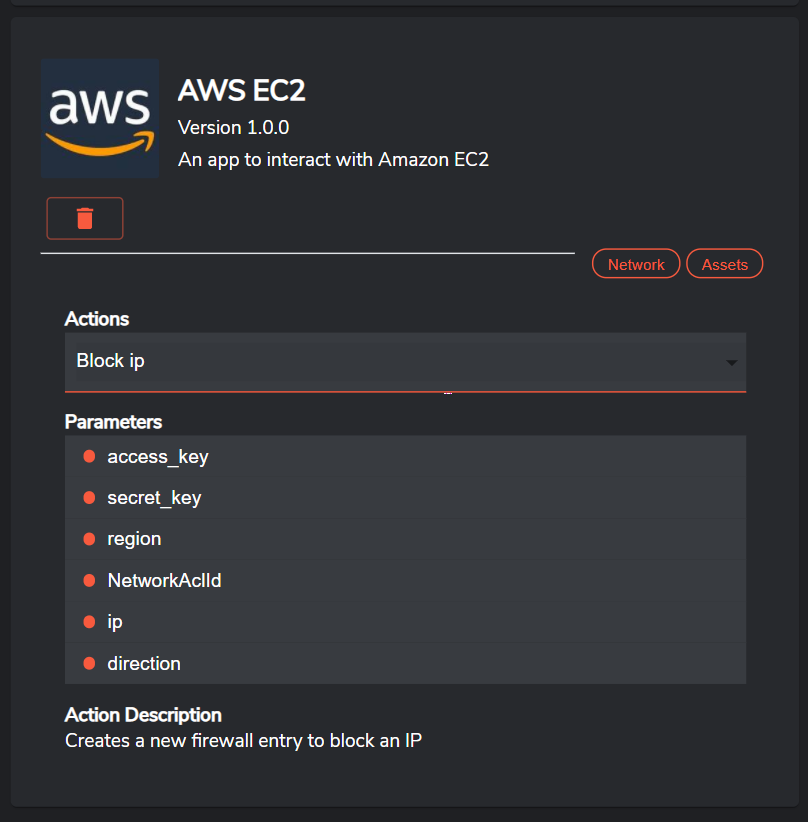 aws
AWS EC2
Version 1.0.0
An app to interact with Amazon EC2
Network Assets
Actions
Block ip
Parameters
access_key
secret_key
region
NetworkAclId
ip
direction
Action Description
Creates a new firewall entry to block an IP